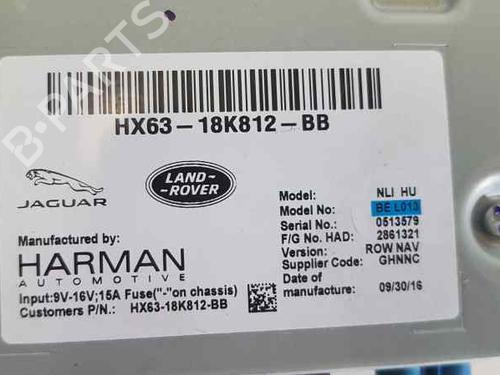 HX63-18K812-BB
JAGUAR
LAND-
-ROVER
Manufactured by:
HARMAN
AUTOMOTIVE
Input:9V-16V;15A Fuse("-"on chassis)
Customers P/N.: HX63-18K812-BB
Model: NLI HU
Model No: BE L013
Serial No.: 0513579
F/G No. HAD: 2861321
Version: ROW NAV
Supplier Code: GHNNC
Date of
manufacture: 09/30/16
B-PARTS